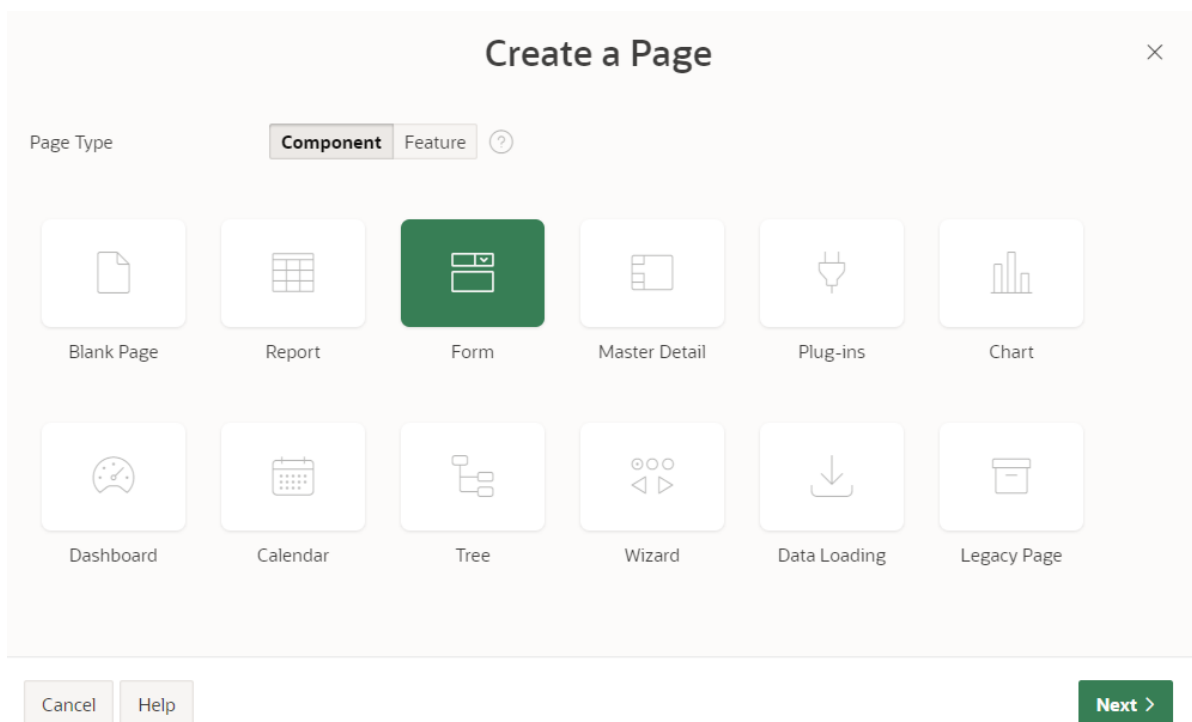 Create a Page
Page Type Component Feature ?
Blank Page Report Form Master Detail Plug-ins Chart
Dashboard Calendar Tree Wizard Data Loading Legacy Page
Cancel Help Next